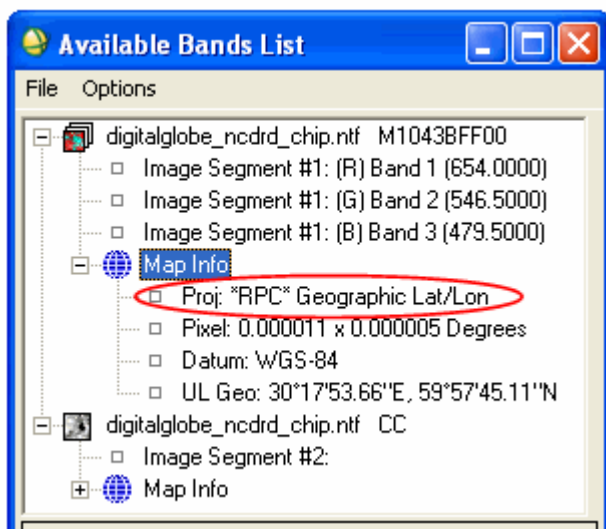 Available Bands List
File Options
digitalglobe_ncdrd_chip.ntf M1043BFF00
Image Segment #1: (R) Band 1 (654.0000)
Image Segment #1: (G) Band 2 (546.5000)
Image Segment #1: (B) Band 3 (479.5000)
Map Info
Proj: *RPC* Geographic Lat/Lon
Pixel: 0.000011 x 0.000005 Degrees
Datum: WGS-84
UL Geo: 30°17'53.66"E, 59°57'45.11"N
digitalglobe_ncdrd_chip.ntf CC
Image Segment #2:
Map Info